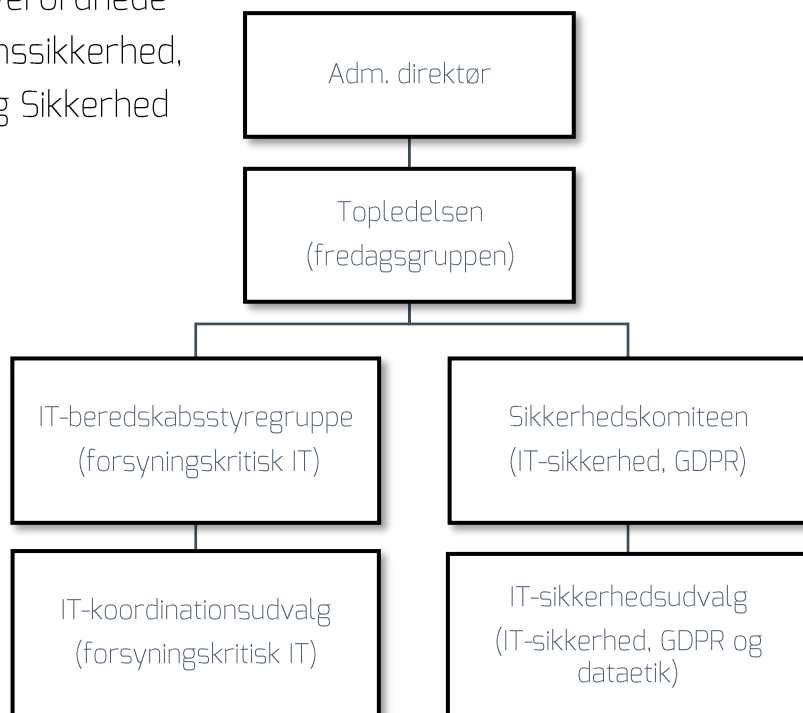 Sikkerhed
Adm. direktør
Topledelsen
(fredagsgruppen)
IT-beredskabsstyregruppe
(forsyningskritisk IT)
Sikkerhedskomiteen
(IT-sikkerhed, GDPR)
IT-koordinationsudvalg
(forsyningskritisk IT)
IT-sikkerhedsudvalg
(IT-sikkerhed, GDPR og
dataetik)